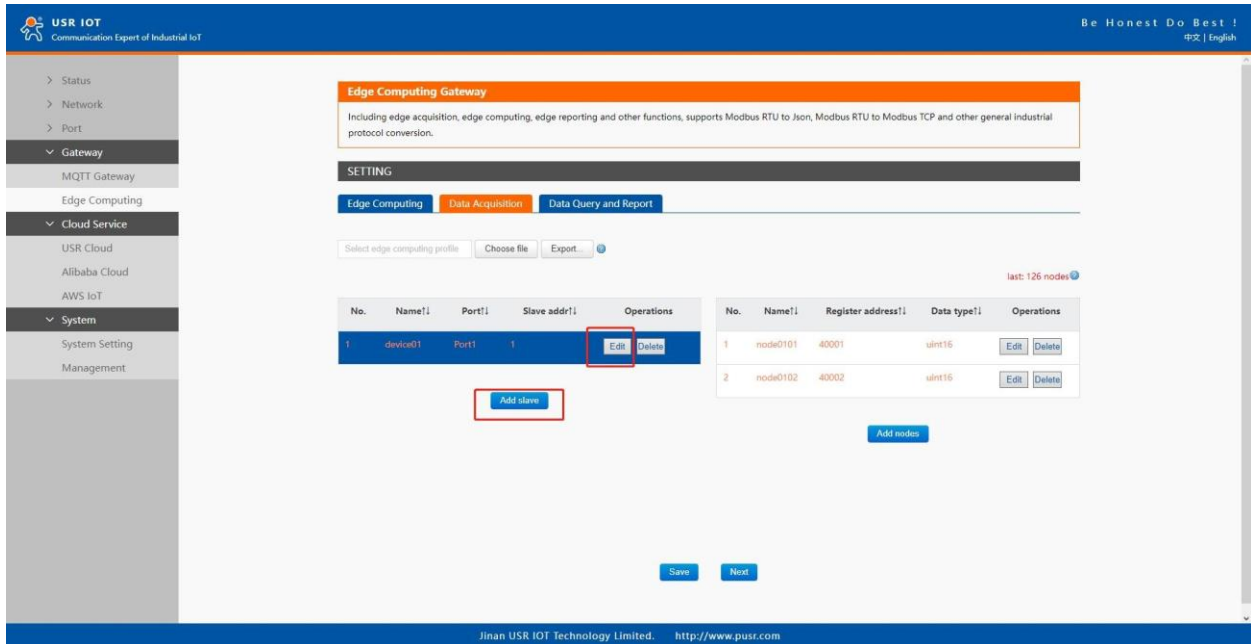 USR IOT
Communication Expert of Industrial IoT
Be Honest Do Best !
中文 | English
Status
Network
Port
Gateway
MQTT Gateway
Edge Computing
Cloud Service
USR Cloud
Alibaba Cloud
AWS IoT
System
System Setting
Management
Edge Computing Gateway
Including edge acquisition, edge computing, edge reporting and other functions, supports Modbus RTU to Json, Modbus RTU to Modbus TCP and other general industrial
protocol conversion.
SETTING
Edge Computing Data Acquisition Data Query and Report
Select edge computing profile Choose file Export...
last: 126 nodes
No. Name↑↓ Port↑↓ Slave addr↑↓ Operations
1 device01 Port1 1 Edit Delete
Add slave
No. Name↑↓ Register address↑↓ Data type↑↓ Operations
1 node0101 40001 uint16 Edit Delete
2 node0102 40002 uint16 Edit Delete
Add nodes
Save Next
Jinan USR IOT Technology Limited. http://www.pusr.com